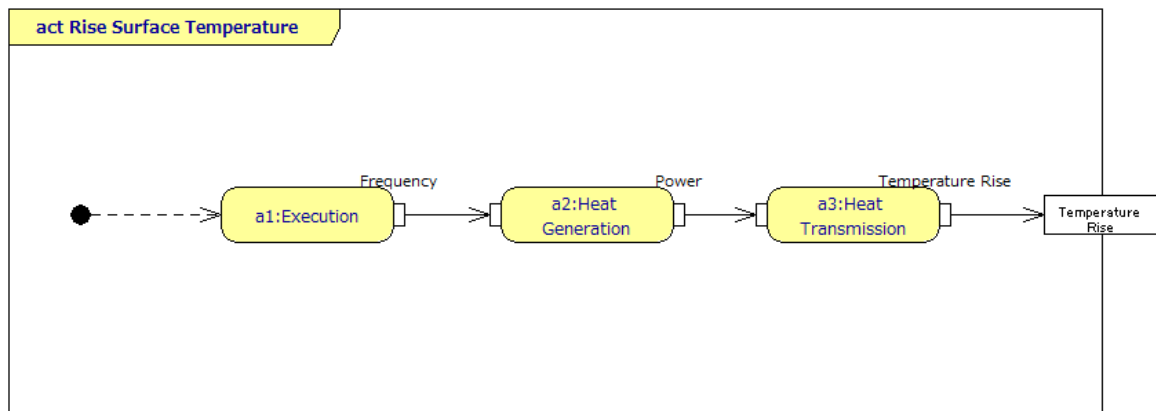 act Rise Surface Temperature
Frequency
Power
Temperature Rise
a1:Execution
a2:Heat
Generation
a3:Heat
Transmission
Temperature
Rise